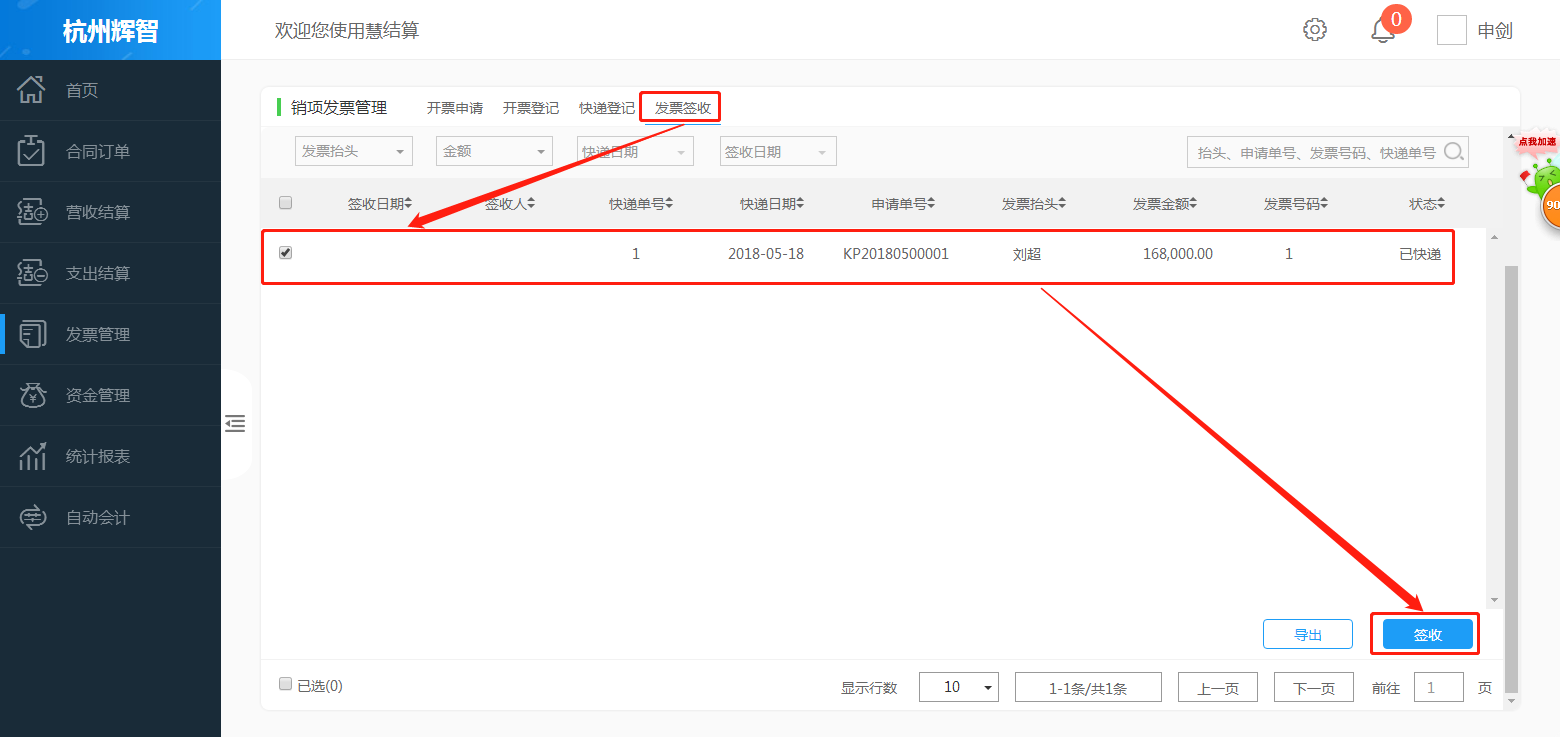 杭州辉智
欢迎您使用慧结算
0
申剑
首页
合同订单
营收结算
支出结算
发票管理
资金管理
统计报表
自动会计
销项发票管理 开票申请 开票登记 快递登记 发票签收
发票抬头 金额 快递日期 签收日期 抬头、申请单号、发票号码、快递单号
签收日期 签收人 快递单号 快递日期 申请单号 发票抬头 发票金额 发票号码 状态
1 2018-05-18 KP20180500001 刘超 168,000.00 1 已快递
导出 签收
已选(0) 显示行数 10 1-1条/共1条 上一页 下一页 前往 1 页
点我加速
90